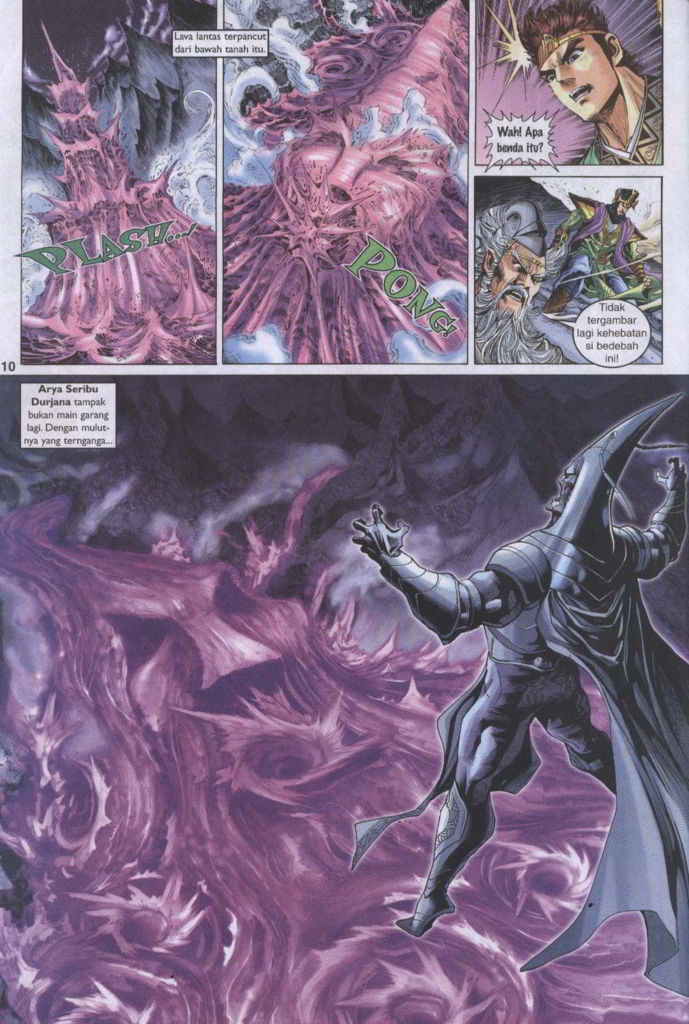 Lava lantas terpancut
dari bawah tanah itu.
PLASH...!
PONG!
Wah! Apa
benda itu?
Tidak
tergambar
lagi kehebatan
si bedebah
ini!
10
Arya Seribu
Durjana tampak
bukan main garang
lagi. Dengan mulut-
nya yang ternganga...